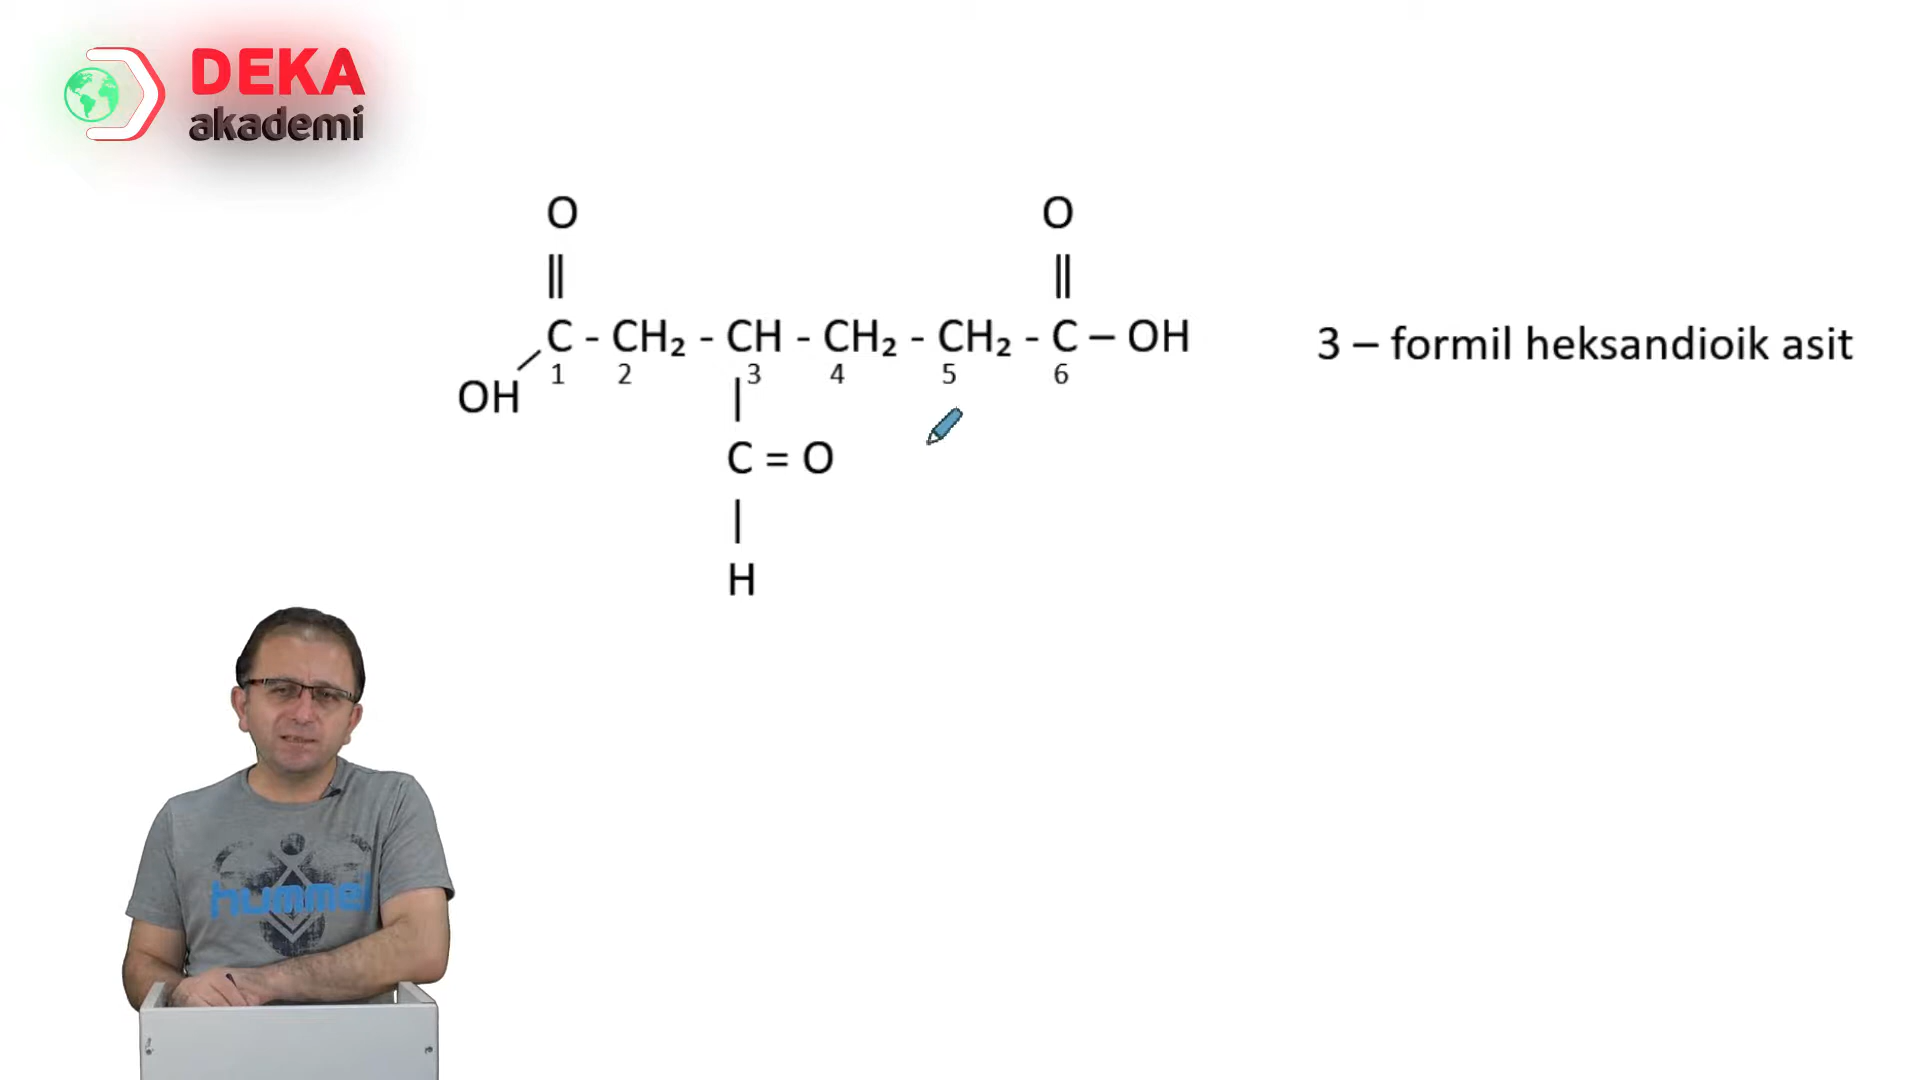 DEKA
akademi
O O
|| ||
C - CH₂ - CH - CH₂ - CH₂ - C – OH
1 2 3 4 5 6
OH
|
C = O
|
H
3 – formil heksandioik asit
hummel